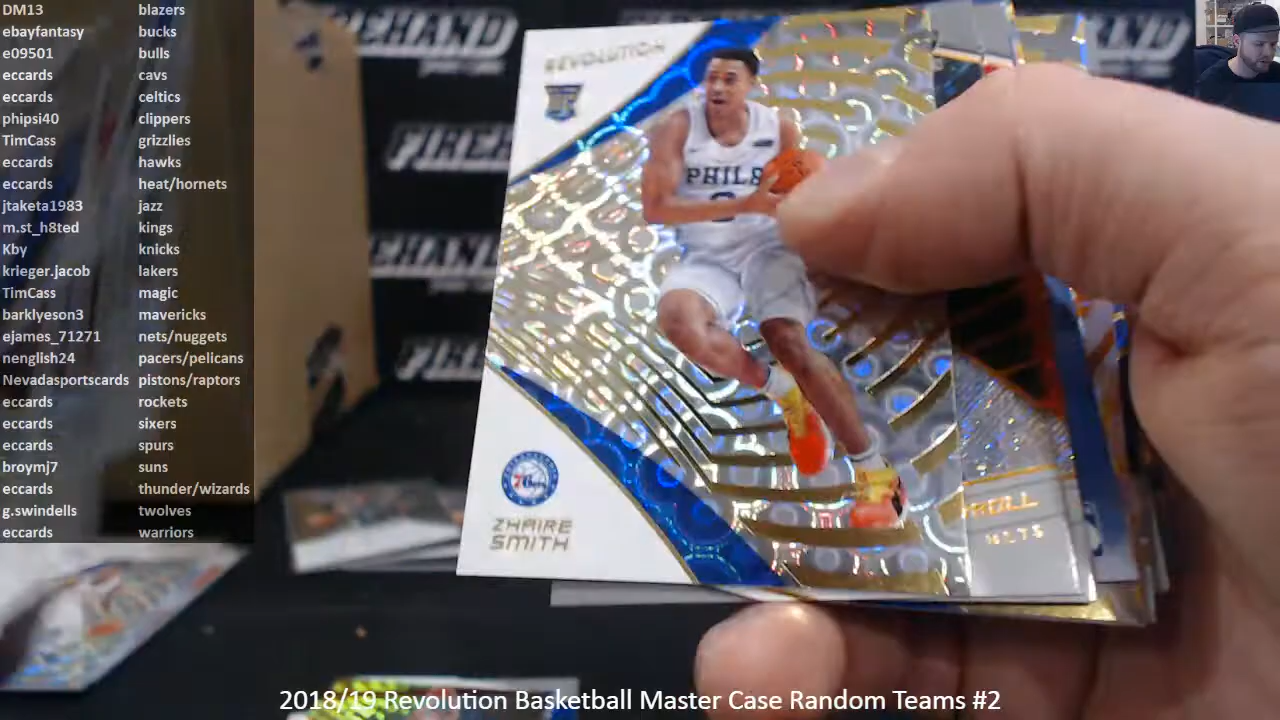 DM13 blazers
ebayfantasy bucks
e09501 bulls
eccards cavs
eccards celtics
phipsi40 clippers
TimCass grizzlies
eccards hawks
eccards heat/hornets
jtaketa1983 jazz
m.st_h8ted kings
Kby knicks
krieger.jacob lakers
TimCass magic
barklyeson3 mavericks
ejames_71271 nets/nuggets
nenglish24 pacers/pelicans
Nevadasportscards pistons/raptors
eccards rockets
eccards sixers
eccards spurs
broymj7 suns
eccards thunder/wizards
g.swindells twolves
eccards warriors
REVOLUTION
PHILA
76ERS
ZHAIRE
SMITH
2018/19 Revolution Basketball Master Case Random Teams #2